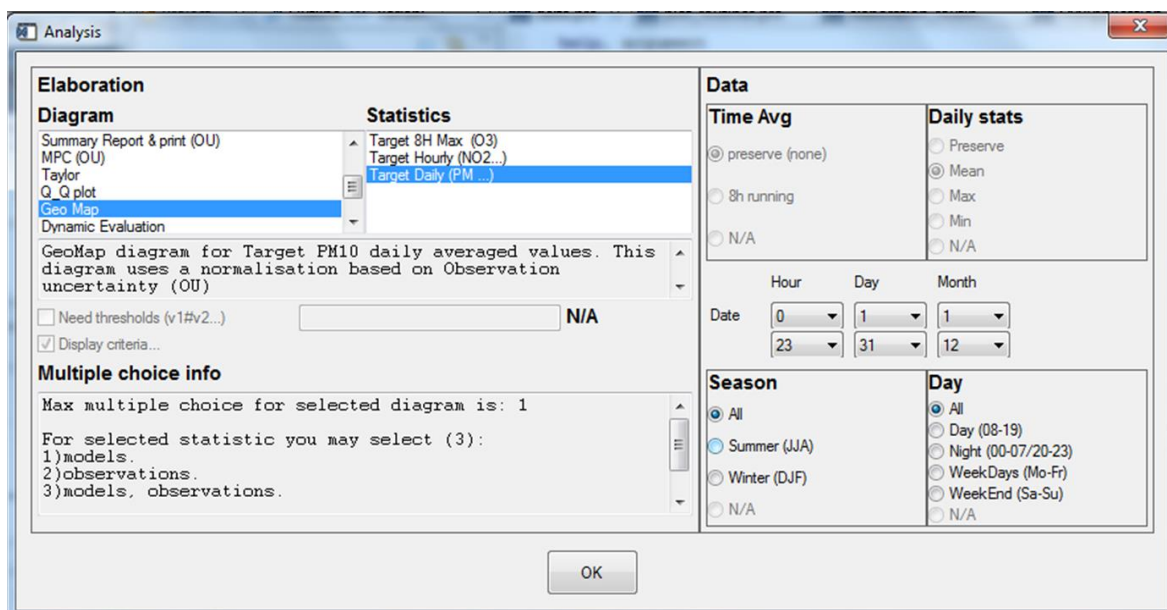 Analysis
Elaboration
Diagram
Statistics
Summary Report & print (OU)
MPC (OU)
Taylor
Q_Q plot
Geo Map
Dynamic Evaluation
Target 8H Max (O3)
Target Hourly (NO2...)
Target Daily (PM ...)
GeoMap diagram for Target PM10 daily averaged values. This
diagram uses a normalisation based on Observation
uncertainty (OU)
Need thresholds (v1#v2...)
N/A
Display criteria...
Multiple choice info
Max multiple choice for selected diagram is: 1
For selected statistic you may select (3):
1)models.
2)observations.
3)models, observations.
Data
Time Avg
preserve (none)
8h running
N/A
Daily stats
Preserve
Mean
Max
Min
N/A
Hour Day Month
Date 0 1 1
23 31 12
Season
All
Summer (JJA)
Winter (DJF)
N/A
Day
All
Day (08-19)
Night (00-07/20-23)
WeekDays (Mo-Fr)
WeekEnd (Sa-Su)
N/A
OK